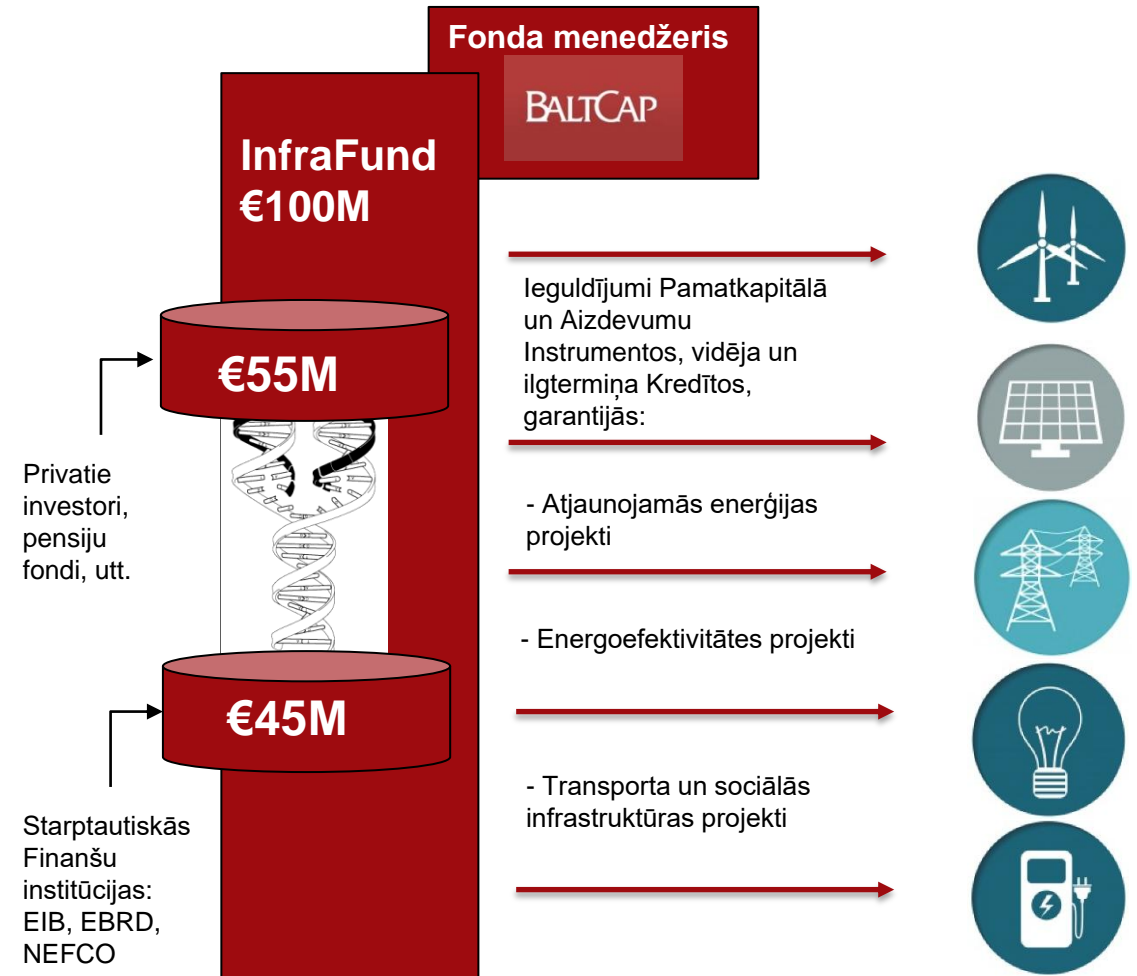 Fonda menedžeris
BALTCAP
InfraFund
€100M
Ieguldījumi Pamatkapitālā
un Aizdevumu
Instrumentos, vidēja un
ilgtermiņa Kredītos,
garantijās:
€55M
Privatie
investori,
pensiju
fondi, utt.
- Atjaunojamās enerģijas
projekti
- Energoefektivitātes projekti
€45M
- Transporta un sociālās
infrastruktūras projekti
Starptautiskās
Finanšu
institūcijas:
EIB, EBRD,
NEFCO